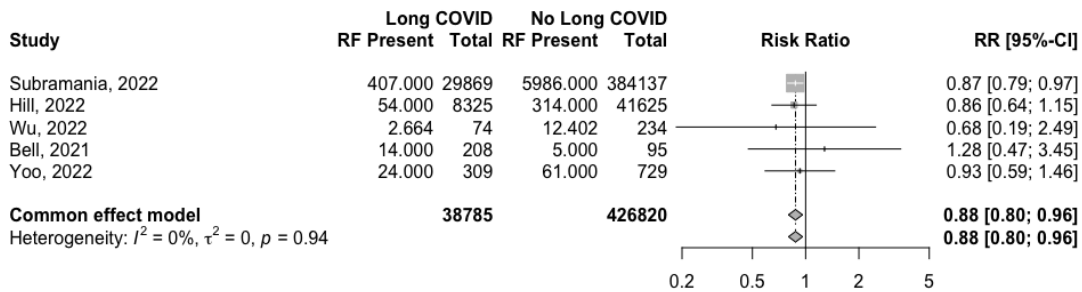 Long COVID No Long COVID
Study RF Present Total RF Present Total Risk Ratio RR [95%-CI]
Subramania, 2022 407.000 29869 5986.000 384137 0.87 [0.79; 0.97]
Hill, 2022 54.000 8325 314.000 41625 0.86 [0.64; 1.15]
Wu, 2022 2.664 74 12.402 234 0.68 [0.19; 2.49]
Bell, 2021 14.000 208 5.000 95 1.28 [0.47; 3.45]
Yoo, 2022 24.000 309 61.000 729 0.93 [0.59; 1.46]
Common effect model 38785 426820 0.88 [0.80; 0.96]
Heterogeneity: I² = 0%, τ² = 0, p = 0.94 0.88 [0.80; 0.96]
0.2 0.5 1 2 5